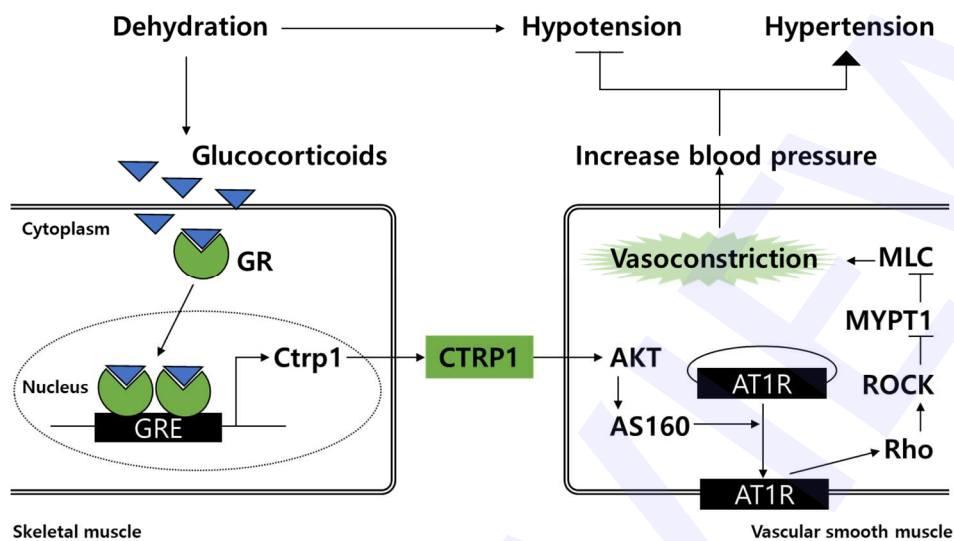 Dehydration
Hypotension
Hypertension
Glucocorticoids
Increase blood pressure
Cytoplasm
GR
Vasoconstriction
MLC
MYPT1
Ctrp1
CTRP1
AKT
AT1R
ROCK
Nucleus
GRE
AS160
Rho
AT1R
Skeletal muscle
Vascular smooth muscle